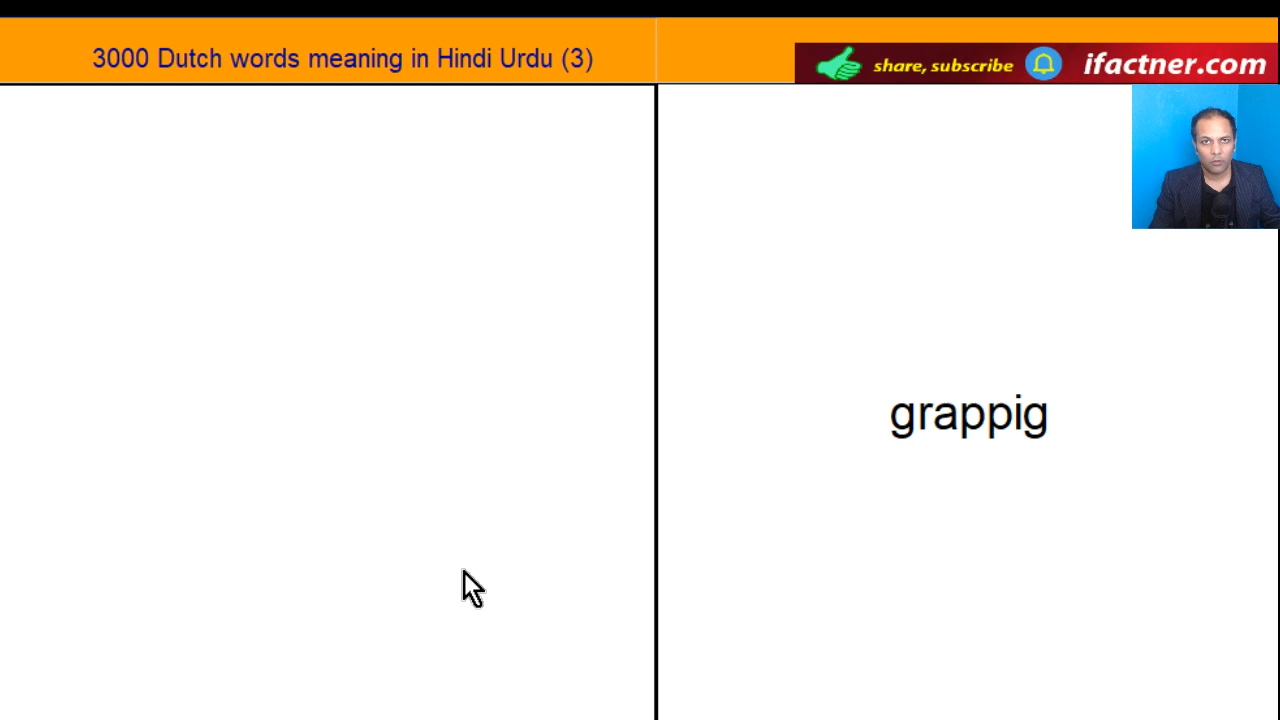 3000 Dutch words meaning in Hindi Urdu (3)
share, subscribe
ifactner.com
grappig